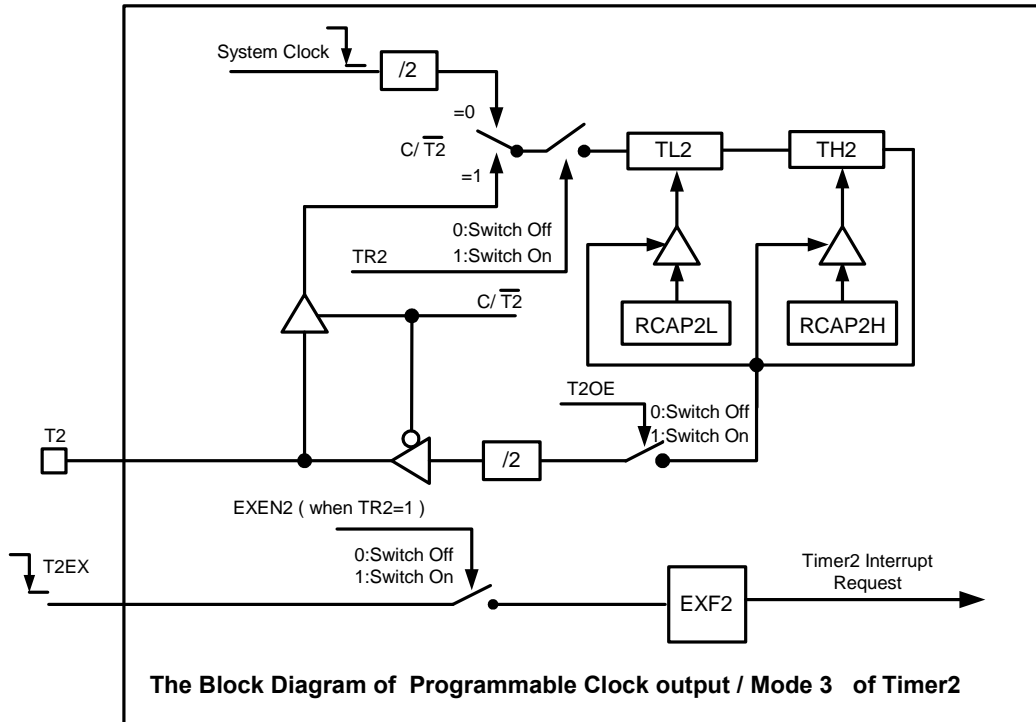 System Clock
/2
=0
C/ T2
=1
TL2
TH2
0:Switch Off
1:Switch On
TR2
C/ T2
RCAP2L
RCAP2H
T2OE
0:Switch Off
1:Switch On
T2
/2
EXEN2 ( when TR2=1 )
T2EX
0:Switch Off
1:Switch On
EXF2
Timer2 Interrupt
Request
The Block Diagram of Programmable Clock output / Mode 3 of Timer2